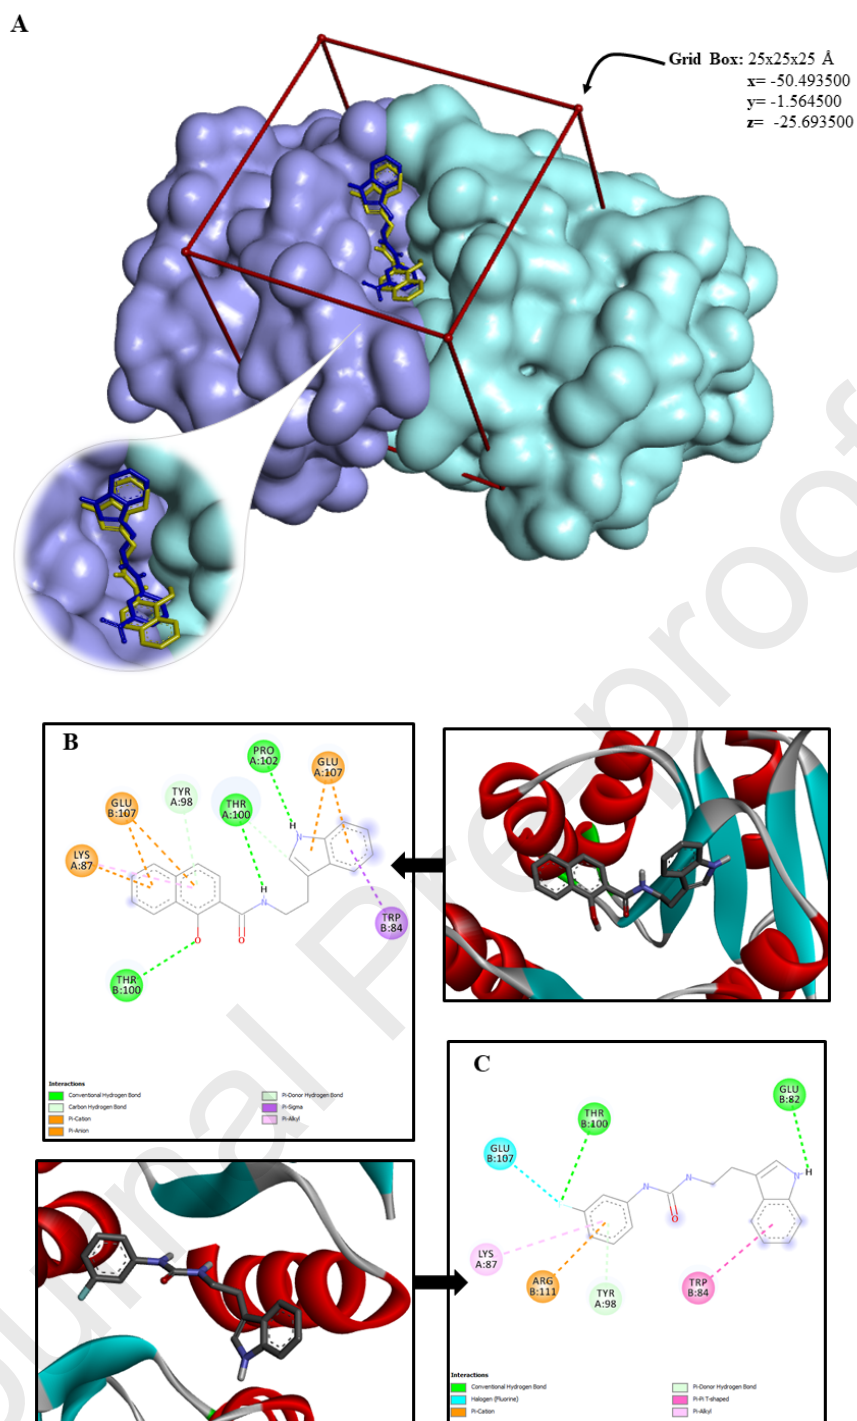 A
Grid Box: 25x25x25 Å
x= -50.493500
y= -1.564500
z= -25.693500
B
PRO
A:102
GLU
A:107
TYR
A:98
THR
A:100
GLU
B:107
LYS
A:87
H
N
H
N
O
O
TRP
B:84
THR
B:100
Interactions
Conventional Hydrogen Bond
Carbon Hydrogen Bond
Pi-Cation
Pi-Anion
Pi-Donor Hydrogen Bond
Pi-Sigma
Pi-Alkyl
C
GLU
B:82
THR
B:100
GLU
B:107
H
N
N
N
O
LYS
A:87
ARG
B:111
TYR
A:98
TRP
B:84
Interactions
Conventional Hydrogen Bond
Halogen (Fluorine)
Pi-Cation
Pi-Donor Hydrogen Bond
Pi-Pi T-shaped
Pi-Alkyl
Journal Pre-proof